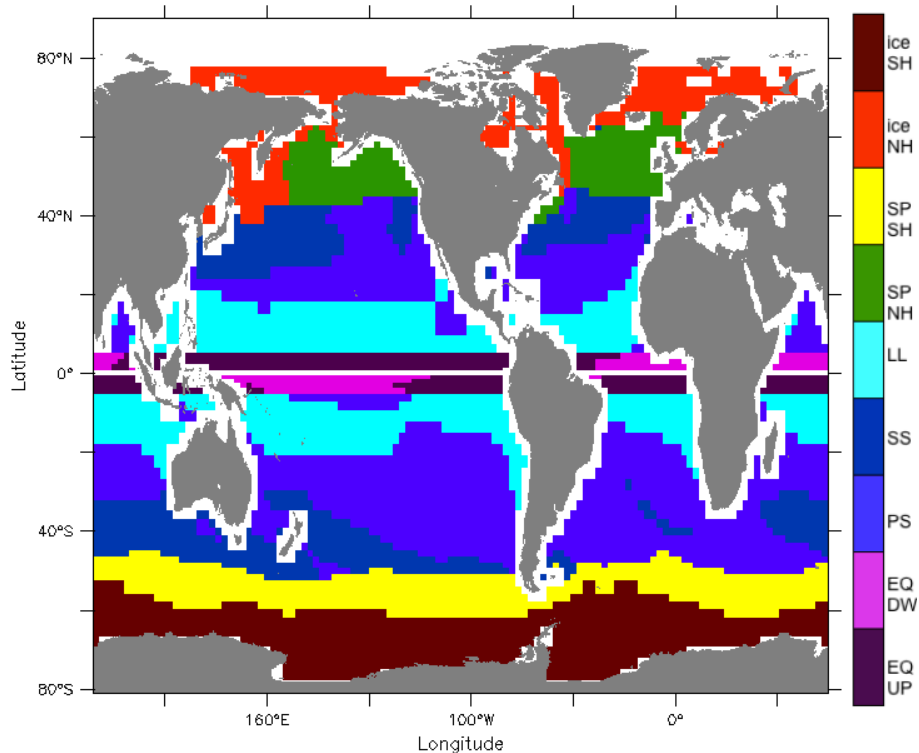 80°N
40°N
0°
40°S
80°S
Latitude
160°E
100°W
0°
Longitude
ice
SH
ice
NH
SP
SH
SP
NH
LL
SS
PS
EQ
DW
EQ
UP